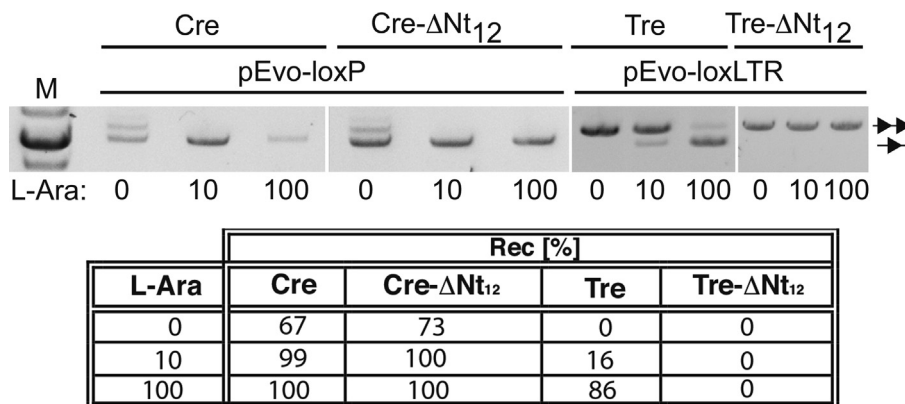 Cre Cre-ΔNt12 Tre Tre-ΔNt12
pEvo-loxP pEvo-loxLTR
M
L-Ara: 0 10 100 0 10 100 0 10 100 0 10 100
Rec [%]
L-Ara Cre Cre-ΔNt12 Tre Tre-ΔNt12
0 67 73 0 0
10 99 100 16 0
100 100 100 86 0